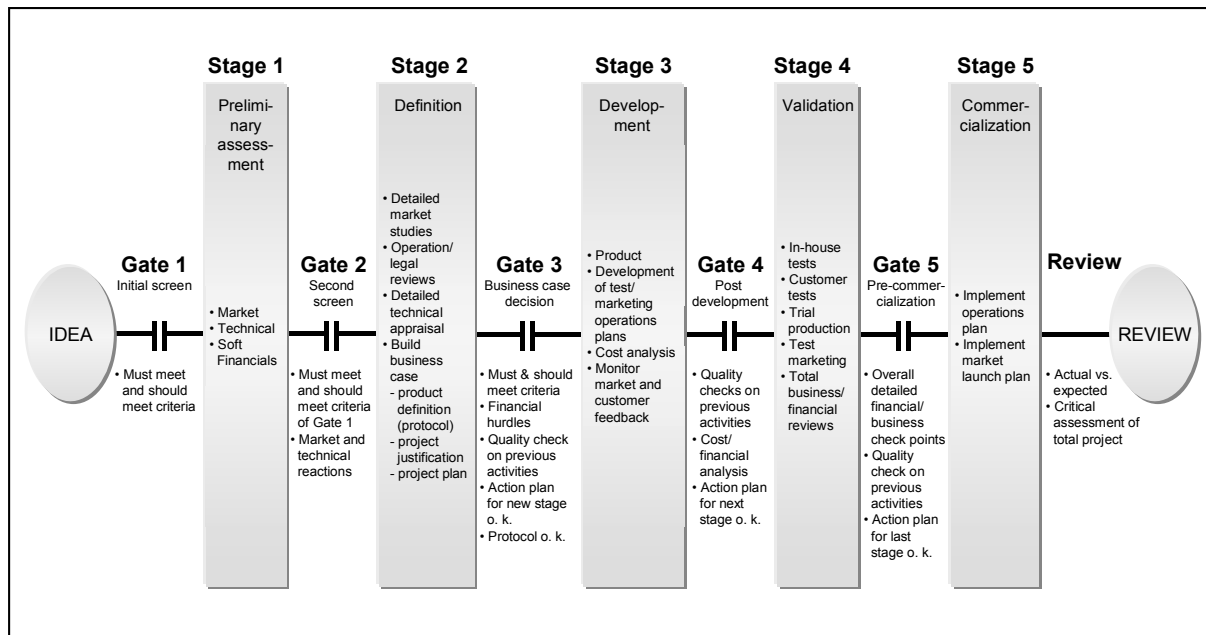 Stage 1
Stage 2
Stage 3
Stage 4
Stage 5
Prelimi-
nary
assess-
ment
Definition
Develop-
ment
Validation
Commer-
cialization
IDEA
Gate 1
Initial screen
• Must meet
and should
meet criteria
• Market
• Technical
• Soft
Financials
Gate 2
Second
screen
• Must meet
and should
meet criteria
of Gate 1
• Market and
technical
reactions
• Detailed
market
studies
• Operation/
legal
reviews
• Detailed
technical
appraisal
• Build
business
case
- product
definition
(protocol)
- project
justification
- project plan
Gate 3
Business case
decision
• Must & should
meet criteria
• Financial
hurdles
• Quality check
on previous
activities
• Action plan
for new stage
o. k.
• Protocol o. k.
• Product
• Development
of test/
marketing
operations
plans
• Cost analysis
• Monitor
market and
customer
feedback
Gate 4
Post
development
• Quality
checks on
previous
activities
• Cost/
financial
analysis
• Action plan
for next
stage o. k.
• In-house
tests
• Customer
tests
• Trial
production
• Test
marketing
• Total
business/
financial
reviews
Gate 5
Pre-commer-
cialization
• Overall
detailed
financial/
business
check points
• Quality
check on
previous
activities
• Action plan
for last
stage o. k.
• Implement
operations
plan
• Implement
market
launch plan
Review
• Actual vs.
expected
• Critical
assessment of
total project
REVIEW